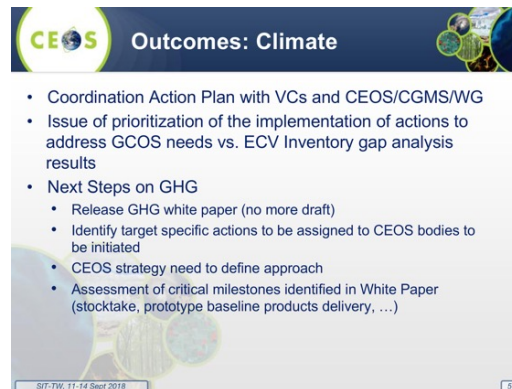 CEOS
Outcomes: Climate
• Coordination Action Plan with VCs and CEOS/CGMS/WG
• Issue of prioritization of the implementation of actions to
address GCOS needs vs. ECV Inventory gap analysis
results
• Next Steps on GHG
• Release GHG white paper (no more draft)
• Identify target specific actions to be assigned to CEOS bodies to
be initiated
• CEOS strategy need to define approach
• Assessment of critical milestones identified in White Paper
(stocktake, prototype baseline products delivery, …)
SIT-TW, 11-14 Sept 2018
5